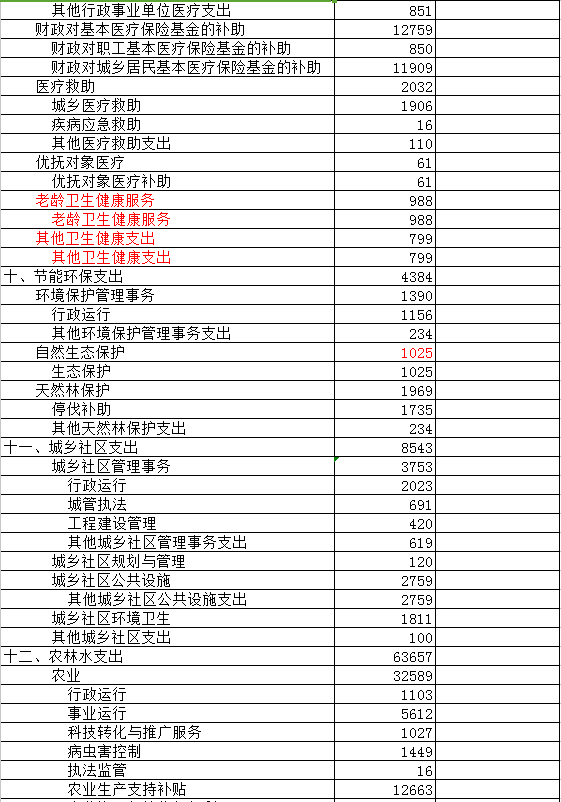 其他行政事业单位医疗支出 851
财政对基本医疗保险基金的补助 12759
财政对职工基本医疗保险基金的补助 850
财政对城乡居民基本医疗保险基金的补助 11909
医疗救助 2032
城乡医疗救助 1906
疾病应急救助 16
其他医疗救助支出 110
优抚对象医疗 61
优抚对象医疗补助 61
老龄卫生健康服务 988
老龄卫生健康服务 988
其他卫生健康支出 799
其他卫生健康支出 799
十、节能环保支出 4384
环境保护管理事务 1390
行政运行 1156
其他环境保护管理事务支出 234
自然生态保护 1025
生态保护 1025
天然林保护 1969
停伐补助 1735
其他天然林保护支出 234
十一、城乡社区支出 8543
城乡社区管理事务 3753
行政运行 2023
城管执法 691
工程建设管理 420
其他城乡社区管理事务支出 619
城乡社区规划与管理 120
城乡社区公共设施 2759
其他城乡社区公共设施支出 2759
城乡社区环境卫生 1811
其他城乡社区支出 100
十二、农林水支出 63657
农业 32589
行政运行 1103
事业运行 5612
科技转化与推广服务 1027
病虫害控制 1449
执法监管 16
农业生产支持补贴 12663